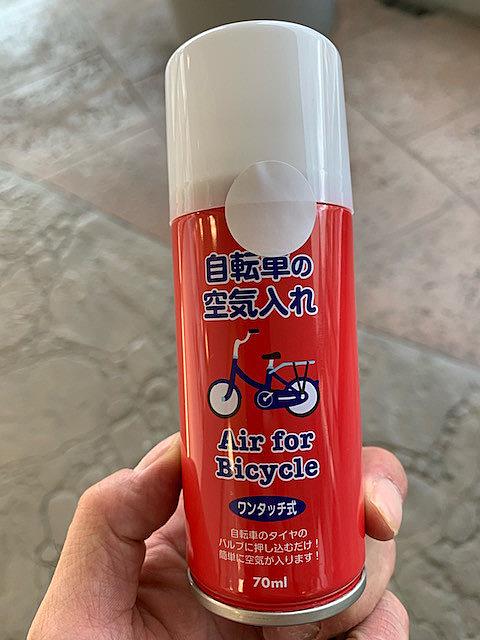 自転車の
空気入れ
Air for
Bicycle
ワンタッチ式
自転車のタイヤの
バルブに押し込むだけ!
簡単に空気が入ります!
70ml